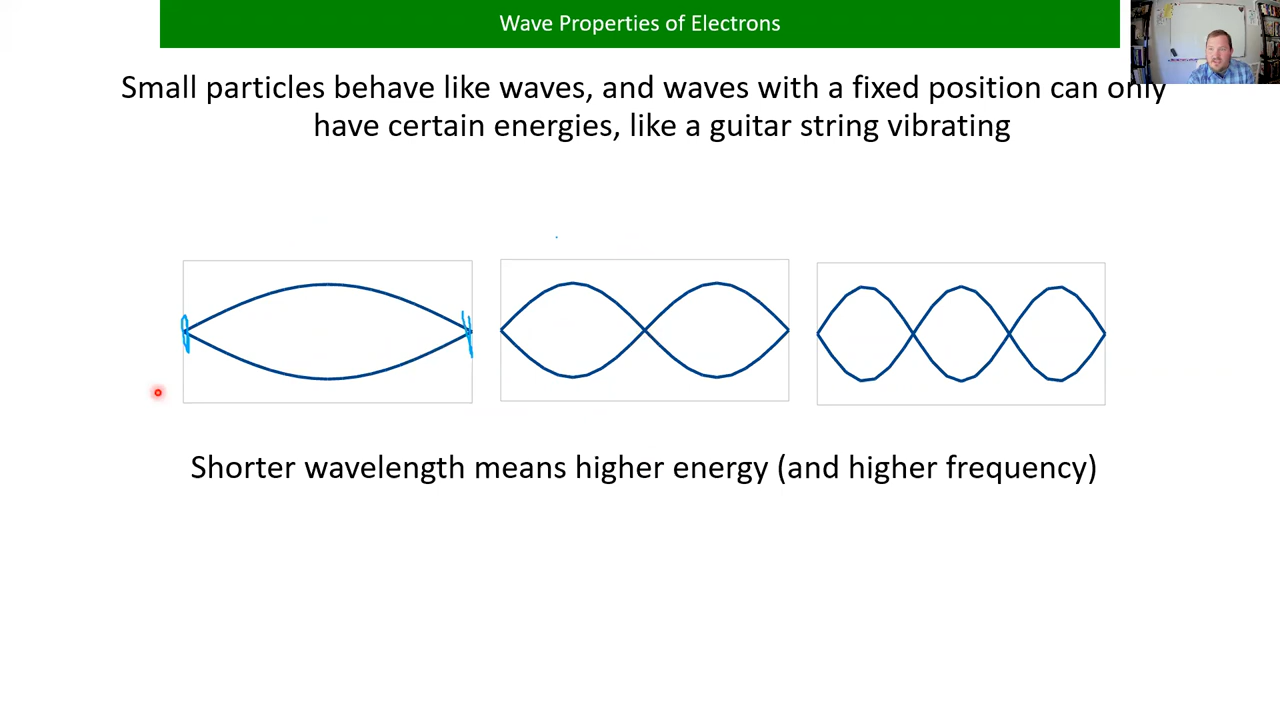 Wave Properties of Electrons
Small particles behave like waves, and waves with a fixed position can only
have certain energies, like a guitar string vibrating
Shorter wavelength means higher energy (and higher frequency)